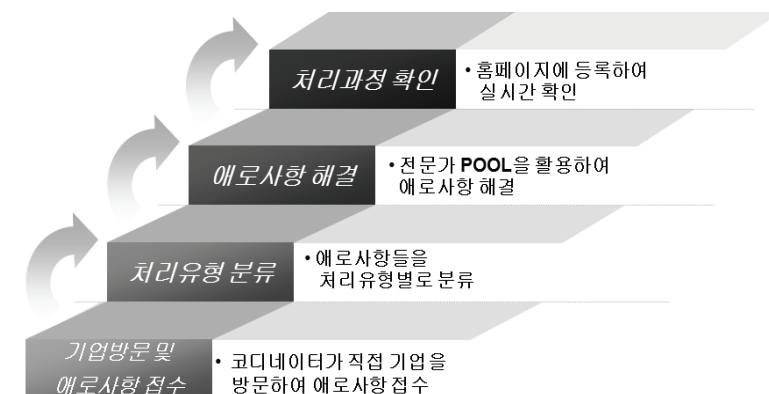 처리과정 확인
• 홈페이지에 등록하여
실시간 확인
애로사항 해결
• 전문가 POOL을 활용하여
애로사항 해결
처리유형 분류
• 애로사항들을
처리유형별로 분류
기업방문 및
애로사항 접수
• 코디네이터가 직접 기업을
방문하여 애로사항 접수